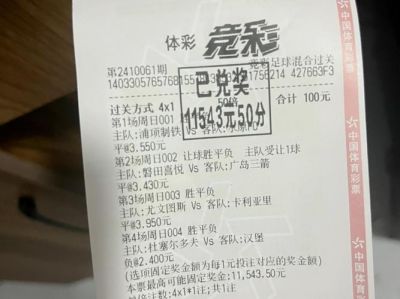 体彩 竞彩
第2410061期 竞彩足球混合过关
过关方式 4x1 50倍 合计 100元
已兑奖
11543元50分
第1场周日001
主队:浦项制铁 Vs 客队:水原FC
平@3.550元
第2场周日002 让球胜平负 主队受让1球
主队:磐田喜悦 Vs 客队:广岛三箭
平@3.430元
第3场周日003 胜平负
主队:尤文图斯 Vs 客队:卡利亚里
平@3.950元
第4场周日004 胜平负
主队:杜塞尔多夫 Vs 客队:汉堡
负@2.400元
(选项固定奖金额为每1元投注对应的奖金额)
本票最高可能固定奖金:11,543.50元
单倍注数:4x1*1注;共1注
中国体育彩票
中国体育彩票